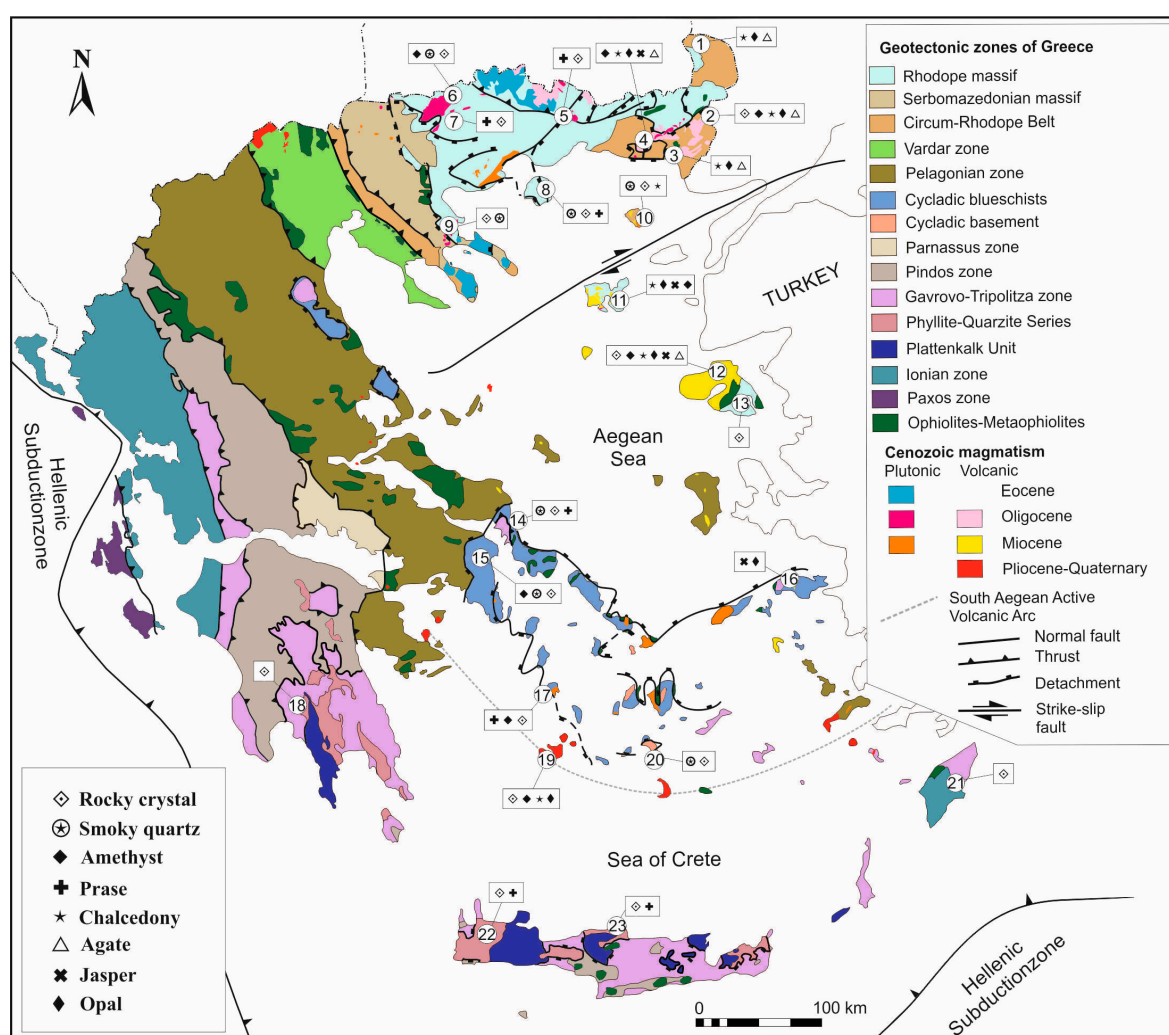 N
1
2
3
4
5
6
7
8
9
10
11
12
13
14
15
16
17
18
19
20
21
22
23
TURKEY
Aegean
Sea
Sea of Crete
Hellenic
Subductionzone
Hellenic
Subductionzone
0 100 km
Geotectonic zones of Greece
Rhodope massif
Serbomazedonian massif
Circum-Rhodope Belt
Vardar zone
Pelagonian zone
Cycladic blueschists
Cycladic basement
Parnassus zone
Pindos zone
Gavrovo-Tripolitza zone
Phyllite-Quarzite Series
Plattenkalk Unit
Ionian zone
Paxos zone
Ophiolites-Metaophiolites
Cenozoic magmatism
Plutonic Volcanic
Eocene
Oligocene
Miocene
Pliocene-Quaternary
South Aegean Active
Volcanic Arc
Normal fault
Thrust
Detachment
Strike-slip
fault
Rocky crystal
Smoky quartz
Amethyst
Prase
Chalcedony
Agate
Jasper
Opal